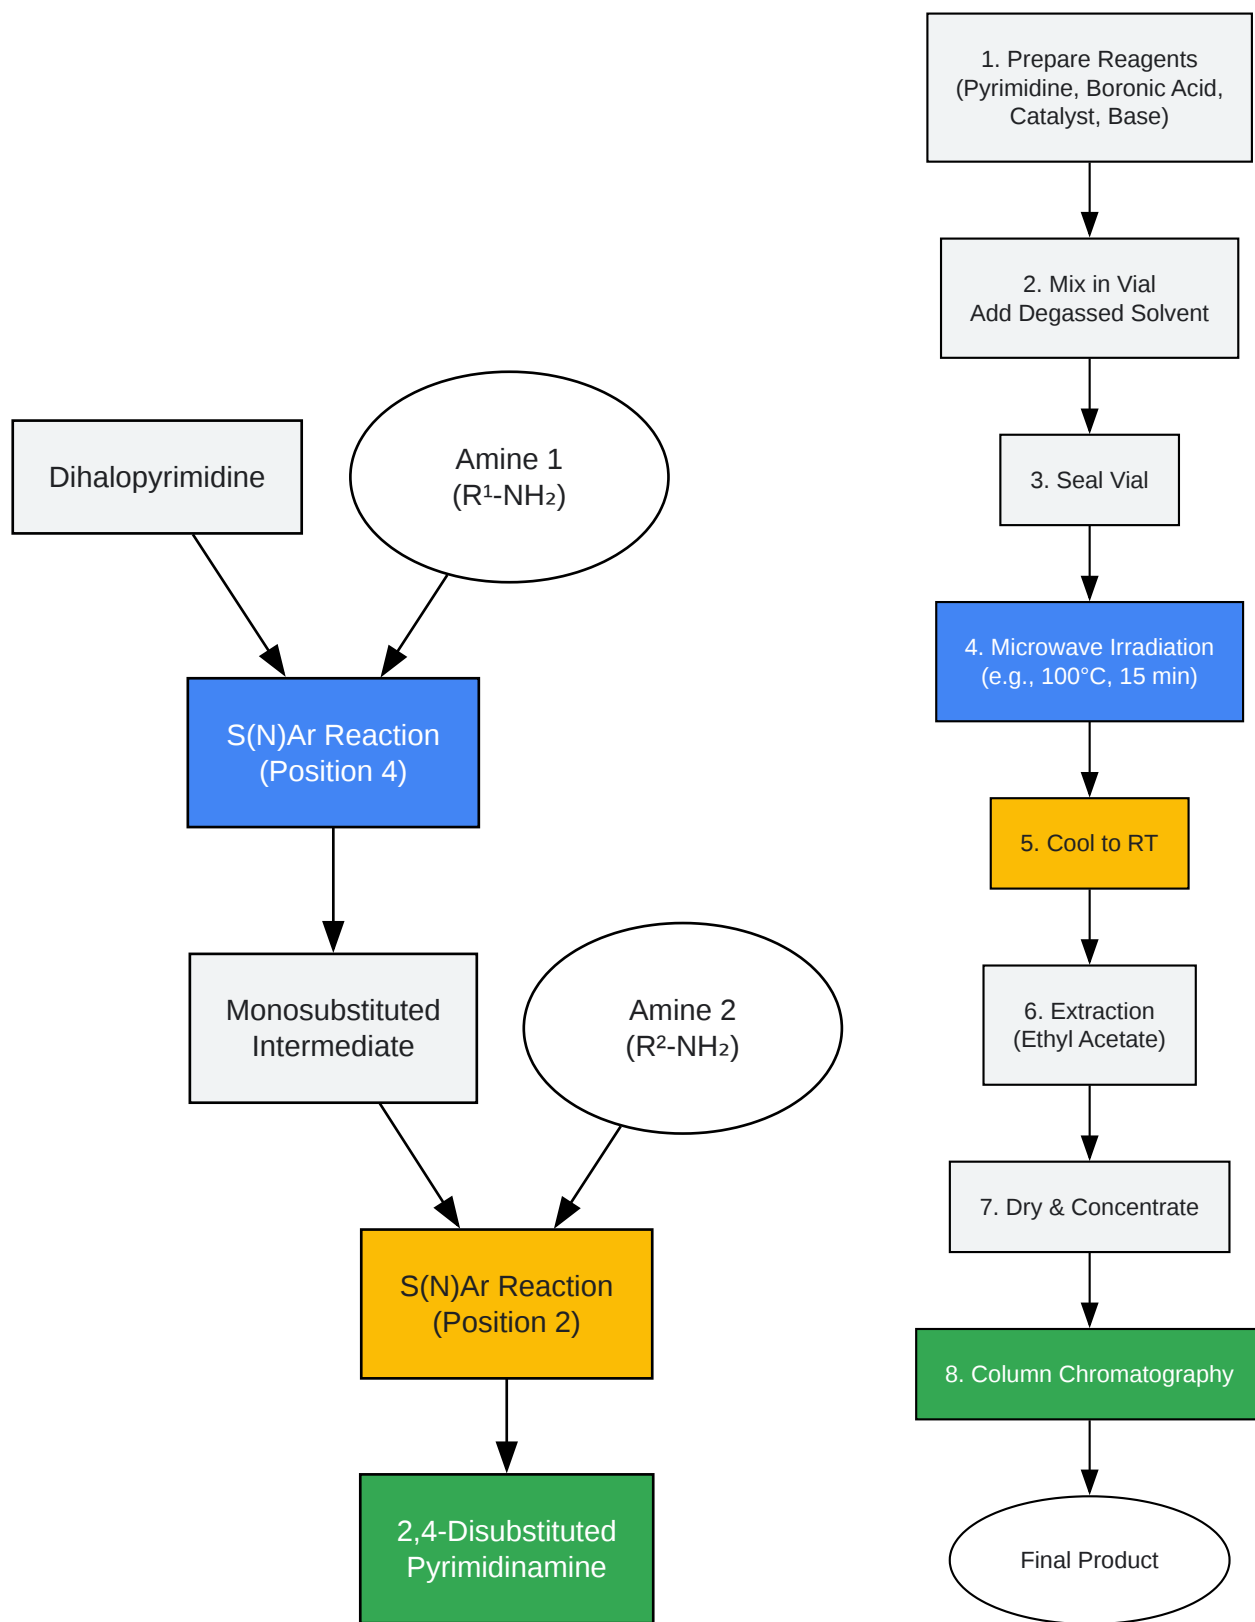 Dihalopyrimidine
Amine 1
(R¹-NH₂)
S(N)Ar Reaction
(Position 4)
Monosubstituted
Intermediate
Amine 2
(R²-NH₂)
S(N)Ar Reaction
(Position 2)
2,4-Disubstituted
Pyrimidinamine
1. Prepare Reagents
(Pyrimidine, Boronic Acid,
Catalyst, Base)
2. Mix in Vial
Add Degassed Solvent
3. Seal Vial
4. Microwave Irradiation
(e.g., 100°C, 15 min)
5. Cool to RT
6. Extraction
(Ethyl Acetate)
7. Dry & Concentrate
8. Column Chromatography
Final Product